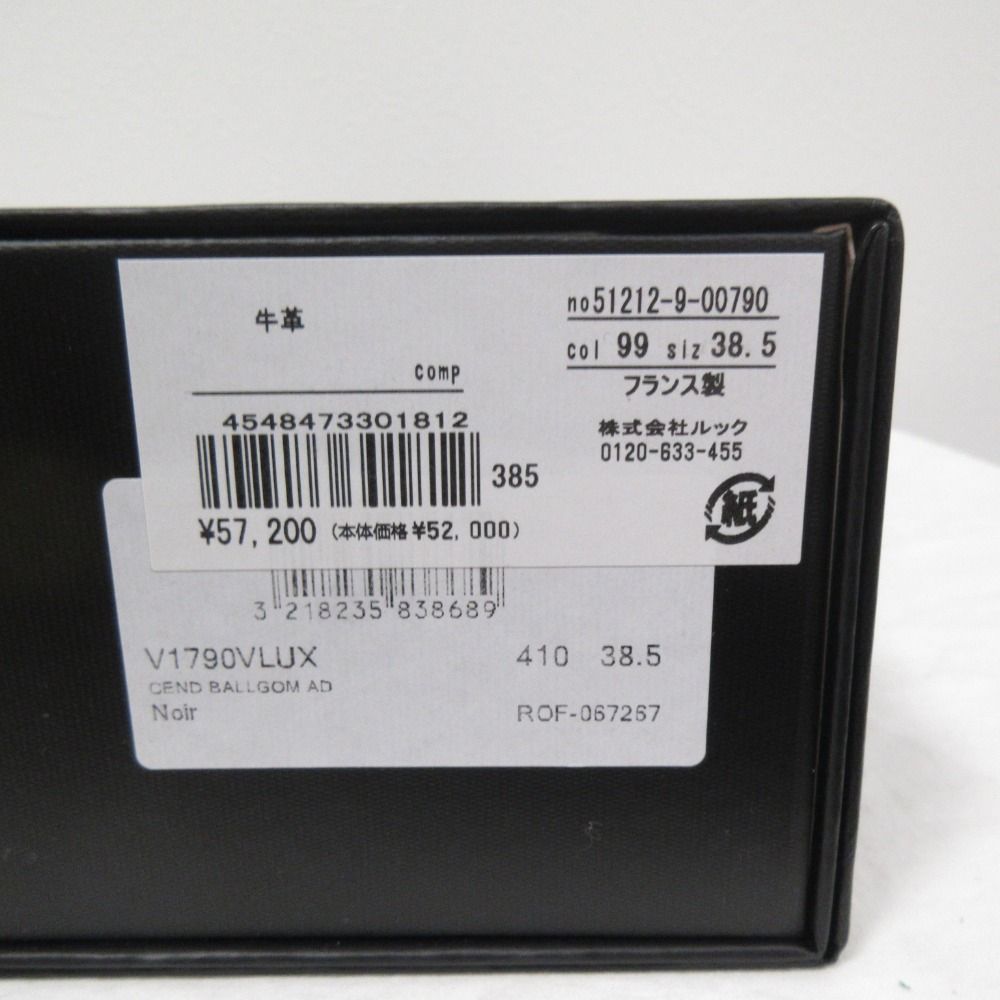 牛革
comp
no51212-9-00790
col 99 siz 38.5
フランス製
株式会社ルック
0120-633-455
4548473301812
385
¥57,200 (本体価格¥52,000)
紙
3 218235 838689
V1790VLUX 410 38.5
CEND BALLGOM AD
Noir ROF-067267